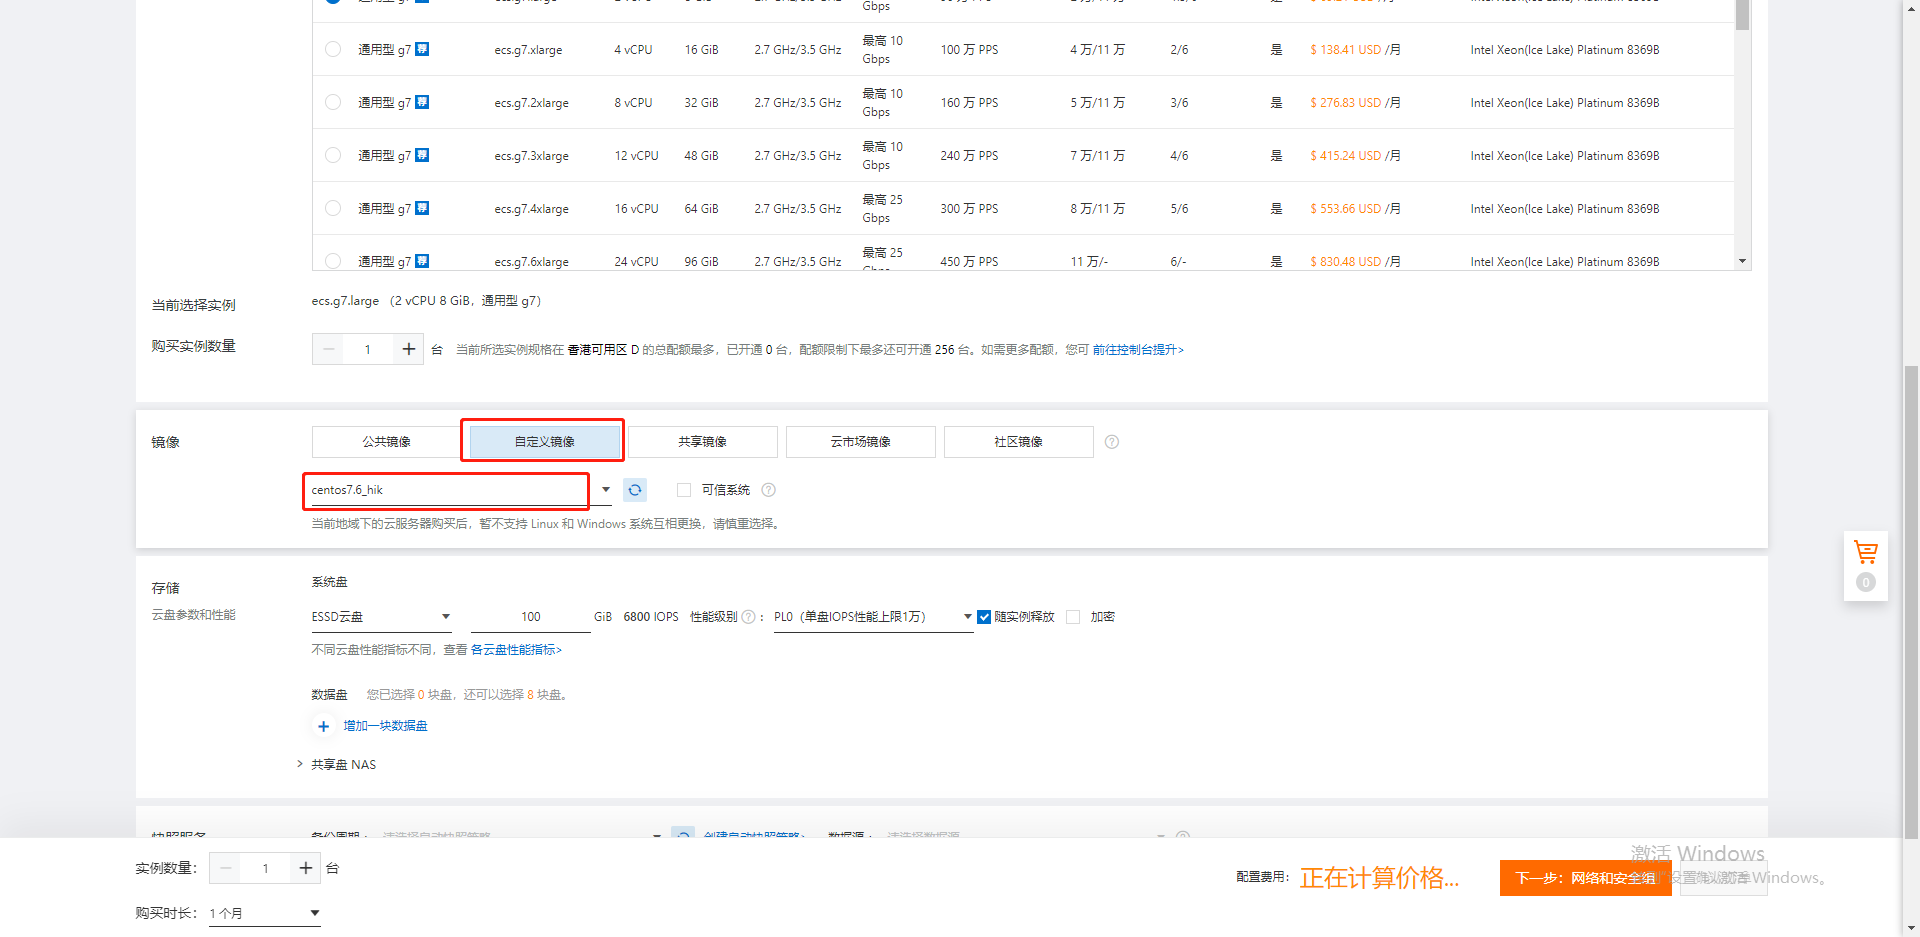 Gbps
通用型 g7 荐 ecs.g7.xlarge 4 vCPU 16 GiB 2.7 GHz/3.5 GHz 最高 10 Gbps 100 万 PPS 4 万/11 万 2/6 是 $ 138.41 USD /月 Intel Xeon(Ice Lake) Platinum 8369B
通用型 g7 荐 ecs.g7.2xlarge 8 vCPU 32 GiB 2.7 GHz/3.5 GHz 最高 10 Gbps 160 万 PPS 5 万/11 万 3/6 是 $ 276.83 USD /月 Intel Xeon(Ice Lake) Platinum 8369B
通用型 g7 荐 ecs.g7.3xlarge 12 vCPU 48 GiB 2.7 GHz/3.5 GHz 最高 10 Gbps 240 万 PPS 7 万/11 万 4/6 是 $ 415.24 USD /月 Intel Xeon(Ice Lake) Platinum 8369B
通用型 g7 荐 ecs.g7.4xlarge 16 vCPU 64 GiB 2.7 GHz/3.5 GHz 最高 25 Gbps 300 万 PPS 8 万/11 万 5/6 是 $ 553.66 USD /月 Intel Xeon(Ice Lake) Platinum 8369B
通用型 g7 荐 ecs.g7.6xlarge 24 vCPU 96 GiB 2.7 GHz/3.5 GHz 最高 25 450 万 PPS 11 万/- 6/- 是 $ 830.48 USD /月 Intel Xeon(Ice Lake) Platinum 8369B
当前选择实例 ecs.g7.large （2 vCPU 8 GiB，通用型 g7）
购买实例数量 1 台 当前所选实例规格在 香港可用区 D 的总配额最多，已开通 0 台，配额限制下最多还可开通 256 台。如需更多配额，您可 前往控制台提升>
镜像 公共镜像 自定义镜像 共享镜像 云市场镜像 社区镜像
centos7.6_hik 可信系统
当前地域下的云服务器购买后，暂不支持 Linux 和 Windows 系统互相更换，请慎重选择。
存储 系统盘
云盘参数和性能 ESSD云盘 100 GiB 6800 IOPS 性能级别 ： PL0（单盘IOPS性能上限1万） 随实例释放 加密
不同云盘性能指标不同，查看 各云盘性能指标>
数据盘 您已选择 0 块盘，还可以选择 8 块盘。
+ 增加一块数据盘
> 共享盘 NAS
0
实例数量： 1 台
购买时长： 1 个月
配置费用： 正在计算价格...
下一步：网络和安全组
激活 Windows